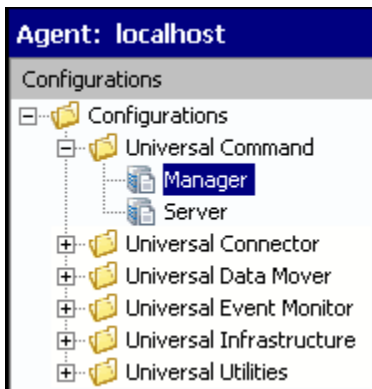 Agent: localhost
Configurations
Configurations
Universal Command
Manager
Server
Universal Connector
Universal Data Mover
Universal Event Monitor
Universal Infrastructure
Universal Utilities